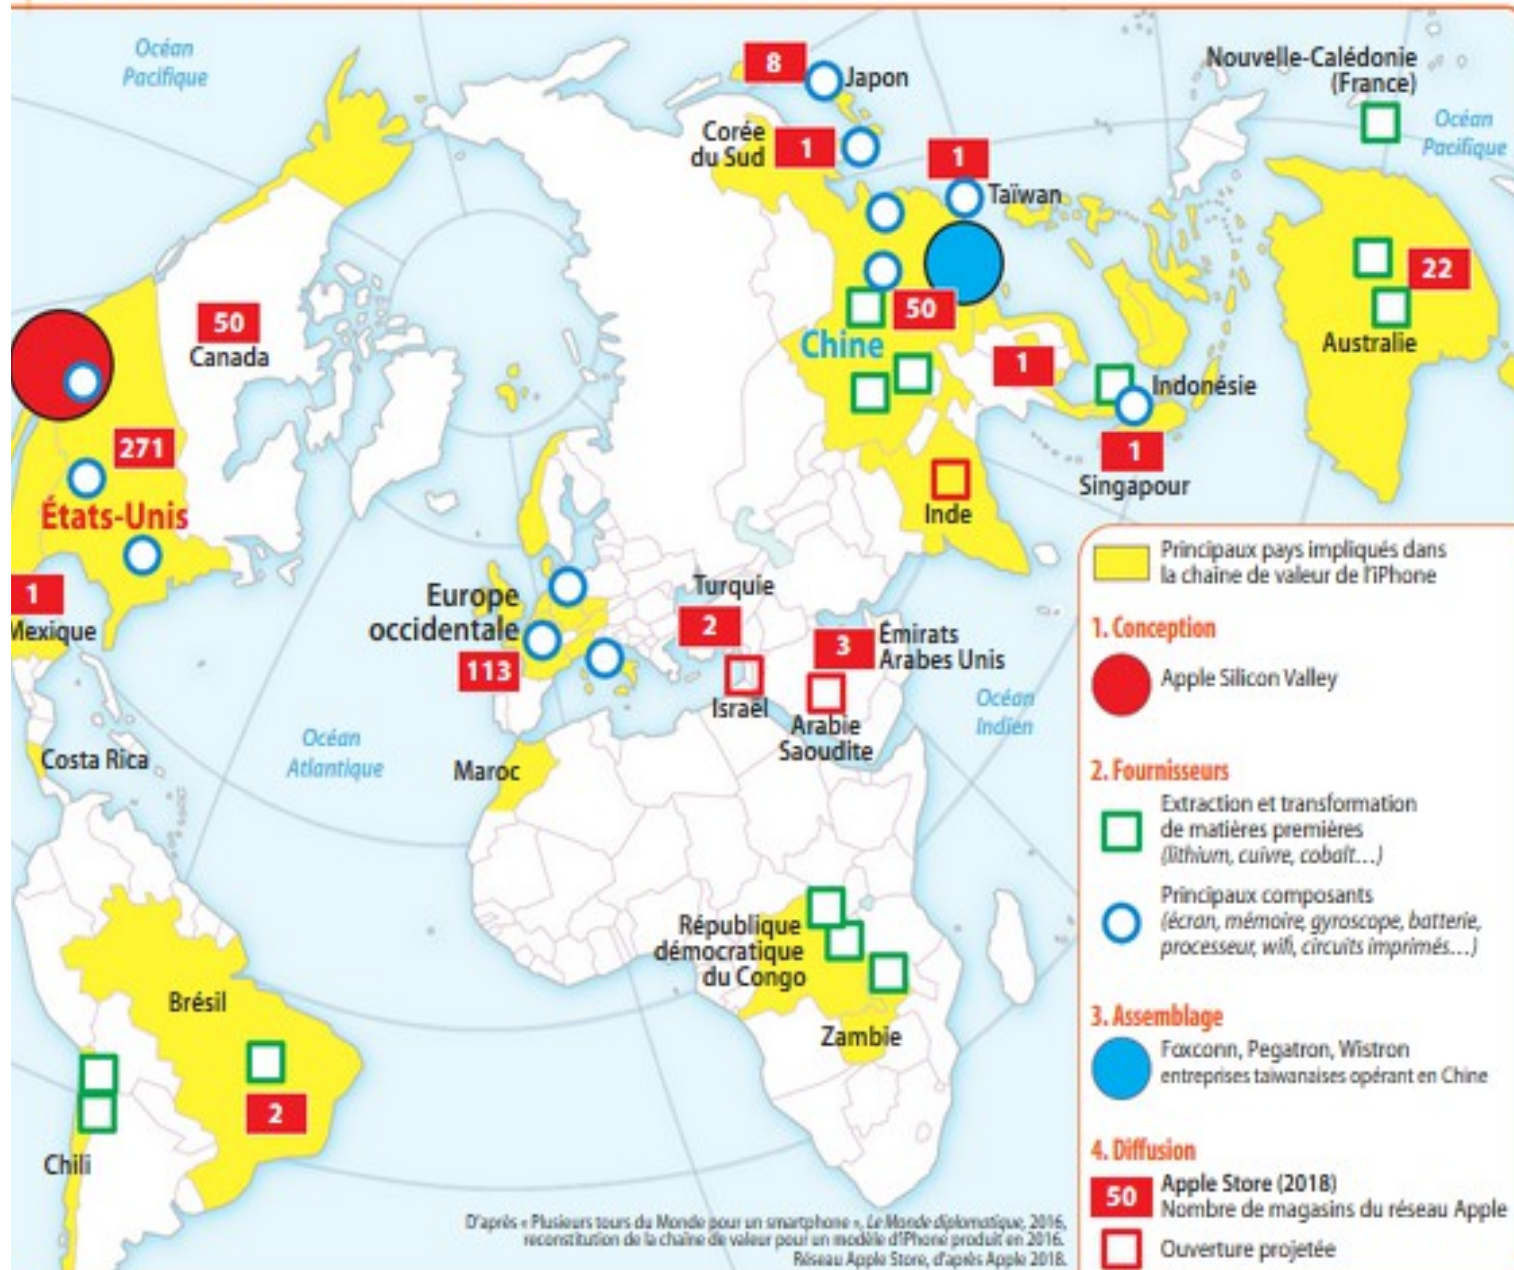 Océan
Pacifique
8
Japon
Nouvelle-Calédonie
(France)
Océan
Pacifique
Corée
du Sud
1
1
Taïwan
50
Canada
50
Chine
22
Australie
1
Indonésie
1
Singapour
271
États-Unis
Inde
1
Mexique
Europe
occidentale
113
Turquie
2
3
Émirats
Arabes Unis
Israël
Arabie
Saoudite
Océan
Indien
Costa Rica
Océan
Atlantique
Maroc
République
démocratique
du Congo
Zambie
Brésil
2
Chili
Principaux pays impliqués dans
la chaîne de valeur de l'iPhone
1. Conception
Apple Silicon Valley
2. Fournisseurs
Extraction et transformation
de matières premières
(lithium, cuivre, cobalt...)
Principaux composants
(écran, mémoire, gyroscope, batterie,
processeur, wifi, circuits imprimés...)
3. Assemblage
Foxconn, Pegatron, Wistron
entreprises taiwanaises opérant en Chine
4. Diffusion
50
Apple Store (2018)
Nombre de magasins du réseau Apple
Ouverture projetée
D'après « Plusieurs tours du Monde pour un smartphone », Le Monde diplomatique, 2016,
reconstitution de la chaîne de valeur pour un modèle d'iPhone produit en 2016.
Réseau Apple Store, d'après Apple 2018.